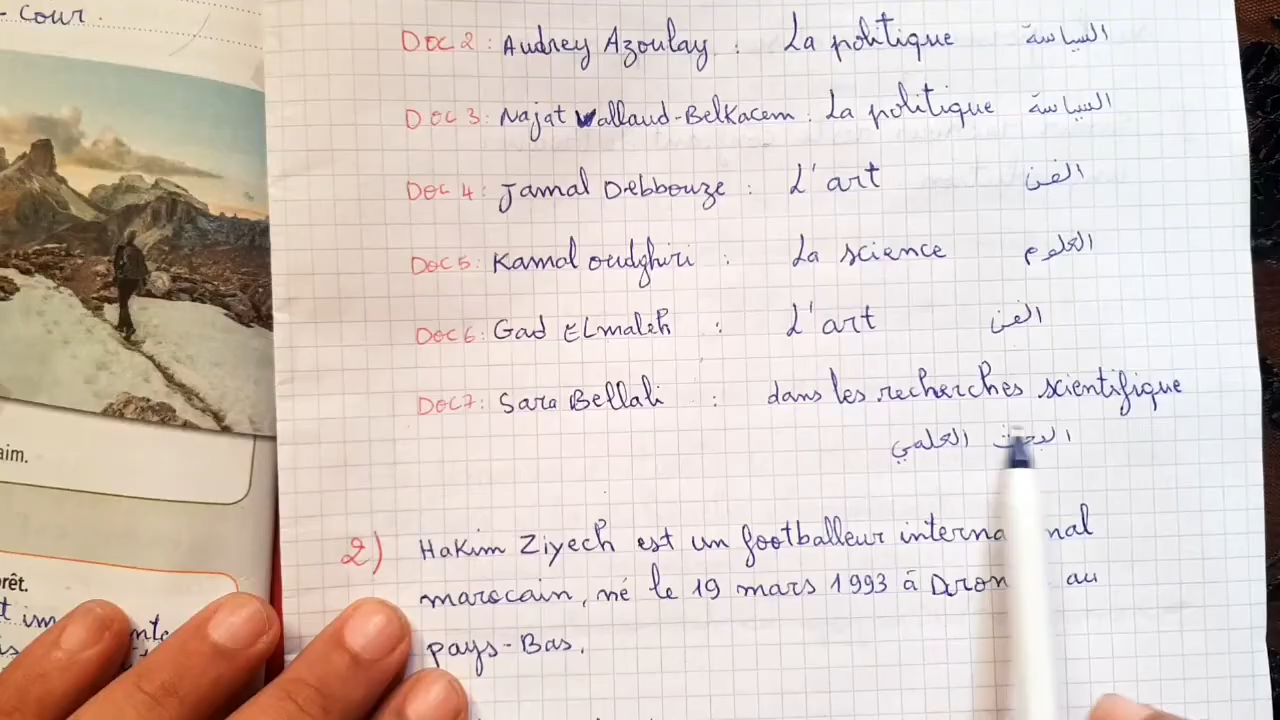 - Cour.
aim.
rêt.
DOC 2 : Audrey Azoulay : La politique السياسة
DOC 3 : Najat Vallaud-Belkacem : La politique السياسة
DOC 4 : Jamal Debbouze : L'art الفن
DOC 5 : Kamal oudghiri : La science العلوم
DOC 6 : Gad ELmaleh : L'art الفن
DOC 7 : Sara Bellali : dans les recherches scientifique
البحث العلمي
2) Hakim Ziyech est un footballeur interna nal
marocain, né le 19 mars 1993 à Dron au
pays-Bas.